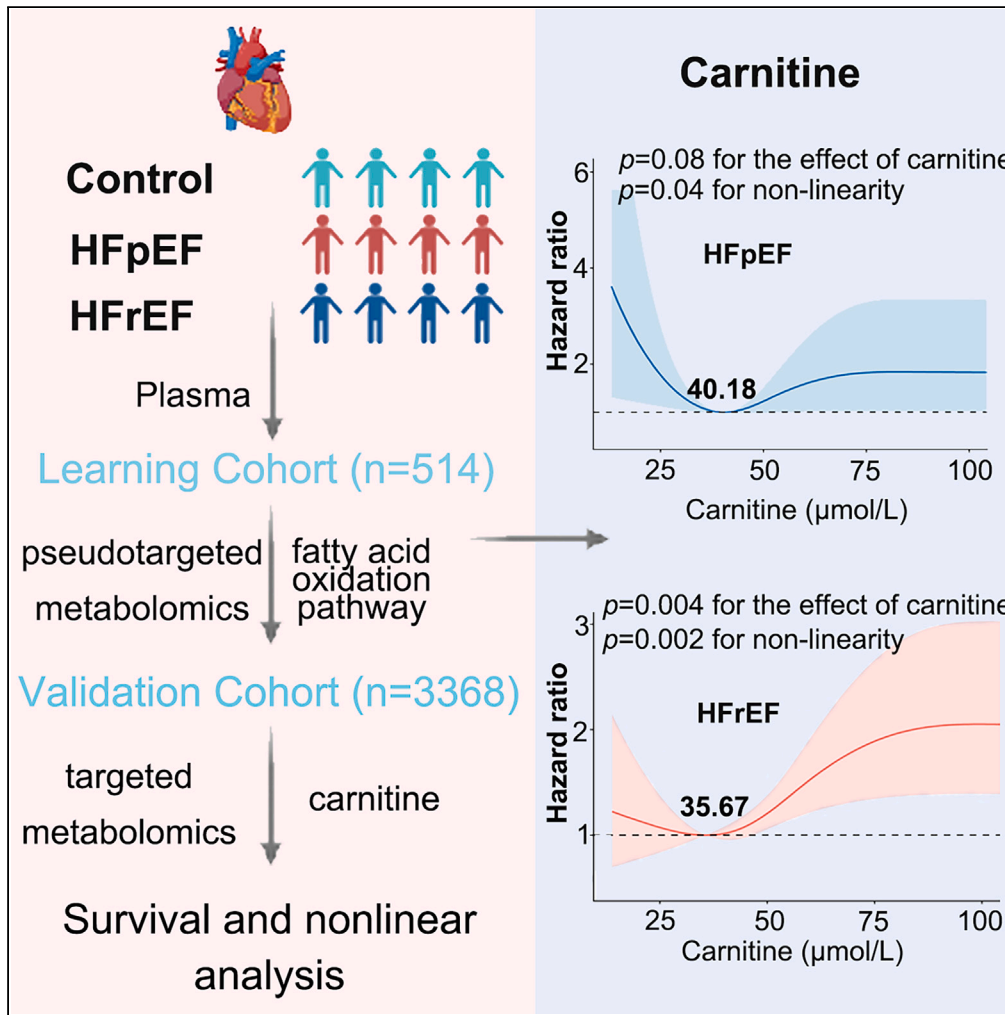 Control
HFpEF
HFrEF
Plasma
Learning Cohort (n=514)
pseudotargeted
metabolomics
fatty acid
oxidation
pathway
Validation Cohort (n=3368)
targeted
metabolomics
carnitine
Survival and nonlinear
analysis
Carnitine
p=0.08 for the effect of carnitine
p=0.04 for non-linearity
HFpEF
Hazard ratio
6
4
2
40.18
25 50 75 100
Carnitine (μmol/L)
p=0.004 for the effect of carnitine
p=0.002 for non-linearity
HFrEF
Hazard ratio
3
2
1
35.67
25 50 75 100
Carnitine (μmol/L)